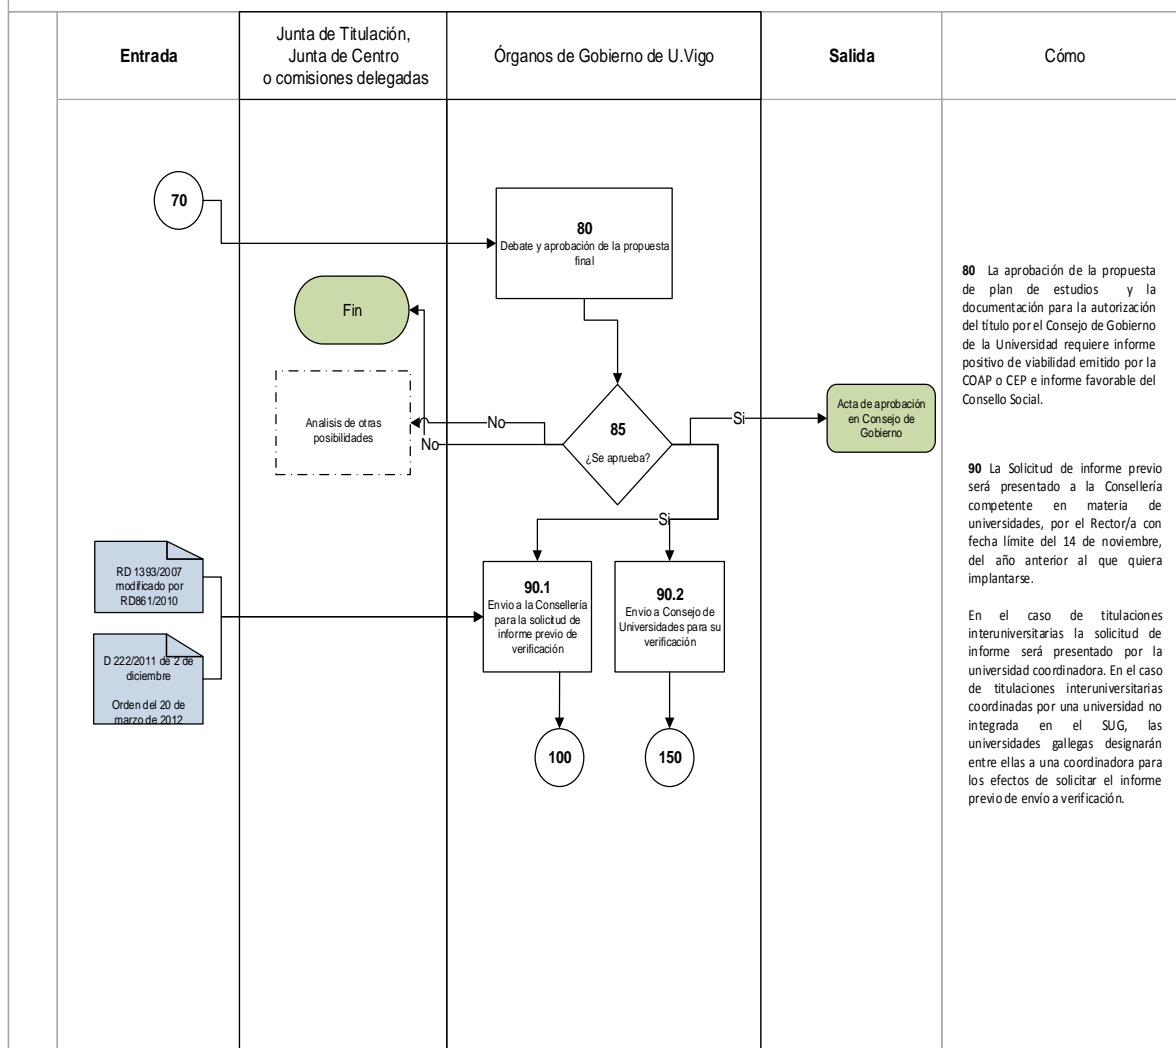 Entrada
Junta de Titulación,
Junta de Centro
o comisiones delegadas
Órganos de Gobierno de U.Vigo
Salida
Cómo
70
80
Debate y aprobación de la propuesta
final
Fin
Analisis de otras
posibilidades
No
No
85
¿Se aprueba?
Si
Acta de aprobación
en Consejo de
Gobierno
Si
RD 1393/2007
modificado por
RD861/2010
D 222/2011 de 2 de
diciembre
Orden del 20 de
marzo de 2012
90.1
Envio a la Consellería
para la solicitud de
informe previo de
verificación
90.2
Envio a Consejo de
Universidades para su
verificación
100
150
80 La aprobación de la propuesta
de plan de estudios y la
documentación para la autorización
del título por el Consejo de Gobierno
de la Universidad requiere informe
positivo de viabilidad emitido por la
COAP o CEP e informe favorable del
Consello Social.
90 La Solicitud de informe previo
será presentado a la Consellería
competente en materia de
universidades, por el Rector/a con
fecha límite del 14 de noviembre,
del año anterior al que quiera
implantarse.
En el caso de titulaciones
interuniversitarias la solicitud de
informe será presentado por la
universidad coordinadora. En el caso
de titulaciones interuniversitarias
coordinadas por una universidad no
integrada en el SUG, las
universidades gallegas designarán
entre ellas a una coordinadora para
los efectos de solicitar el informe
previo de envío a verificación.